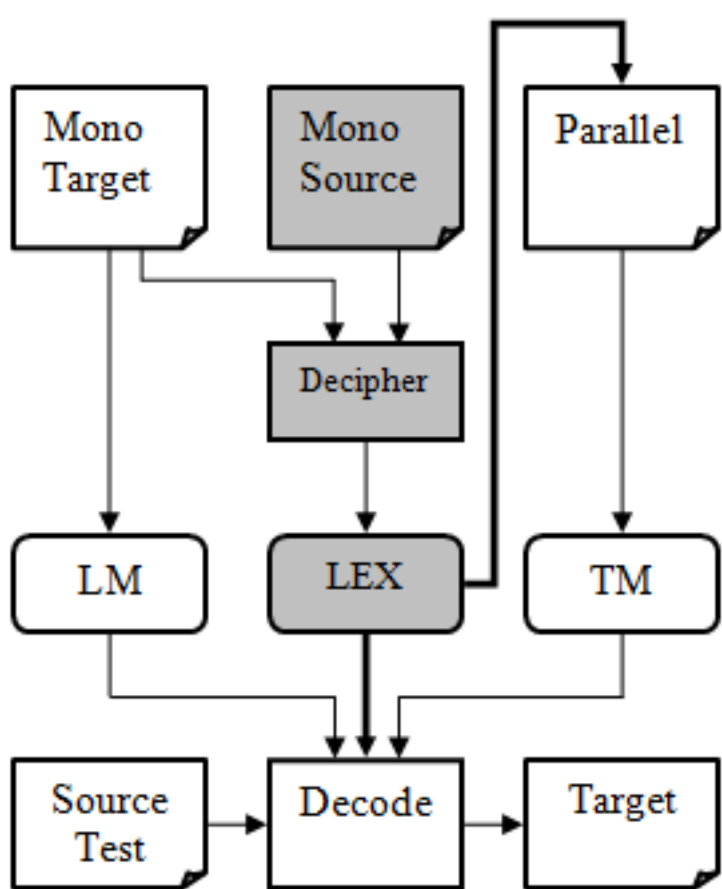 Mono
Target
Mono
Source
Parallel
Decipher
LM
LEX
TM
Source
Test
Decode
Target